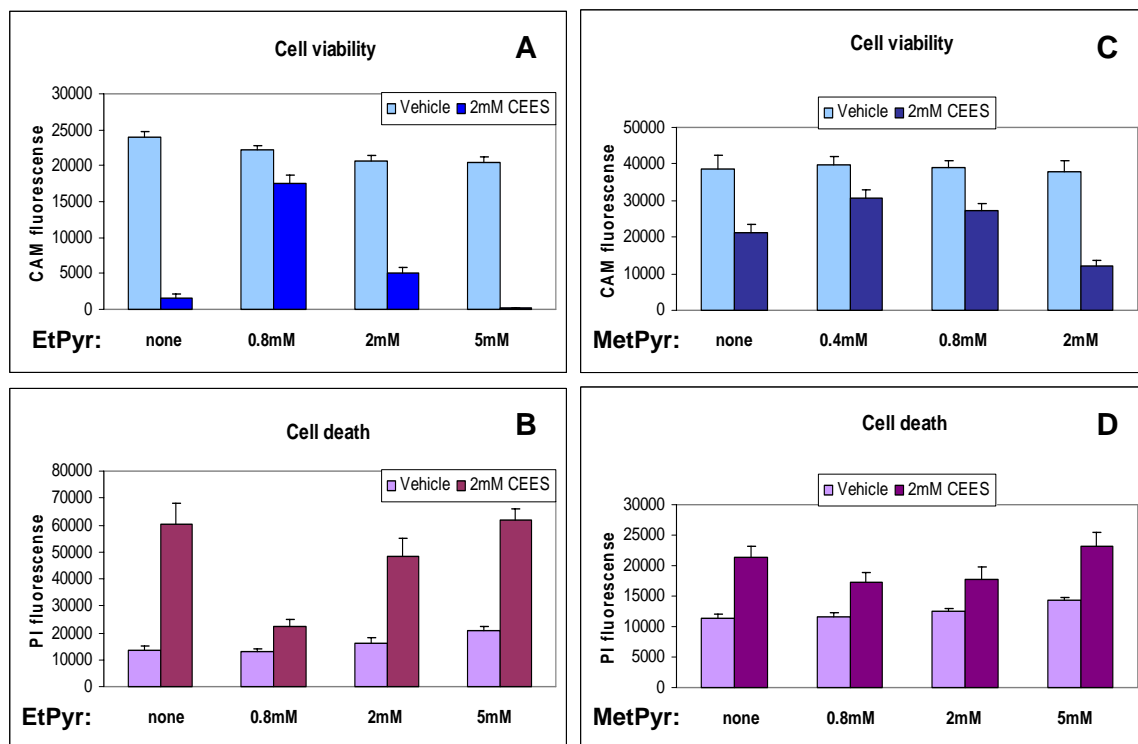 A
Cell viability
Vehicle 2mM CEES
30000
25000
20000
15000
10000
5000
0
CAM fluorescense
EtPyr: none 0.8mM 2mM 5mM
C
Cell viability
Vehicle 2mM CEES
50000
40000
30000
20000
10000
0
CAM fluorescense
MetPyr: none 0.4mM 0.8mM 2mM
B
Cell death
Vehicle 2mM CEES
80000
70000
60000
50000
40000
30000
20000
10000
0
PI fluorescense
EtPyr: none 0.8mM 2mM 5mM
D
Cell death
Vehicle 2mM CEES
30000
25000
20000
15000
10000
5000
0
PI fluorescense
MetPyr: none 0.8mM 2mM 5mM